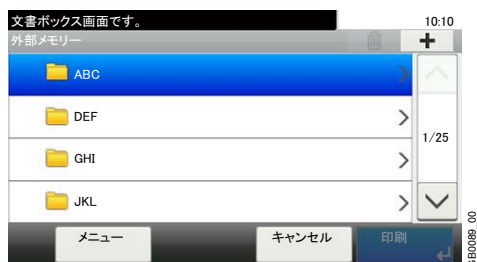 文書ボックス画面です。
10:10
外部メモリー
ABC
DEF
1/25
GHI
JKL
メニュー
キャンセル
印刷